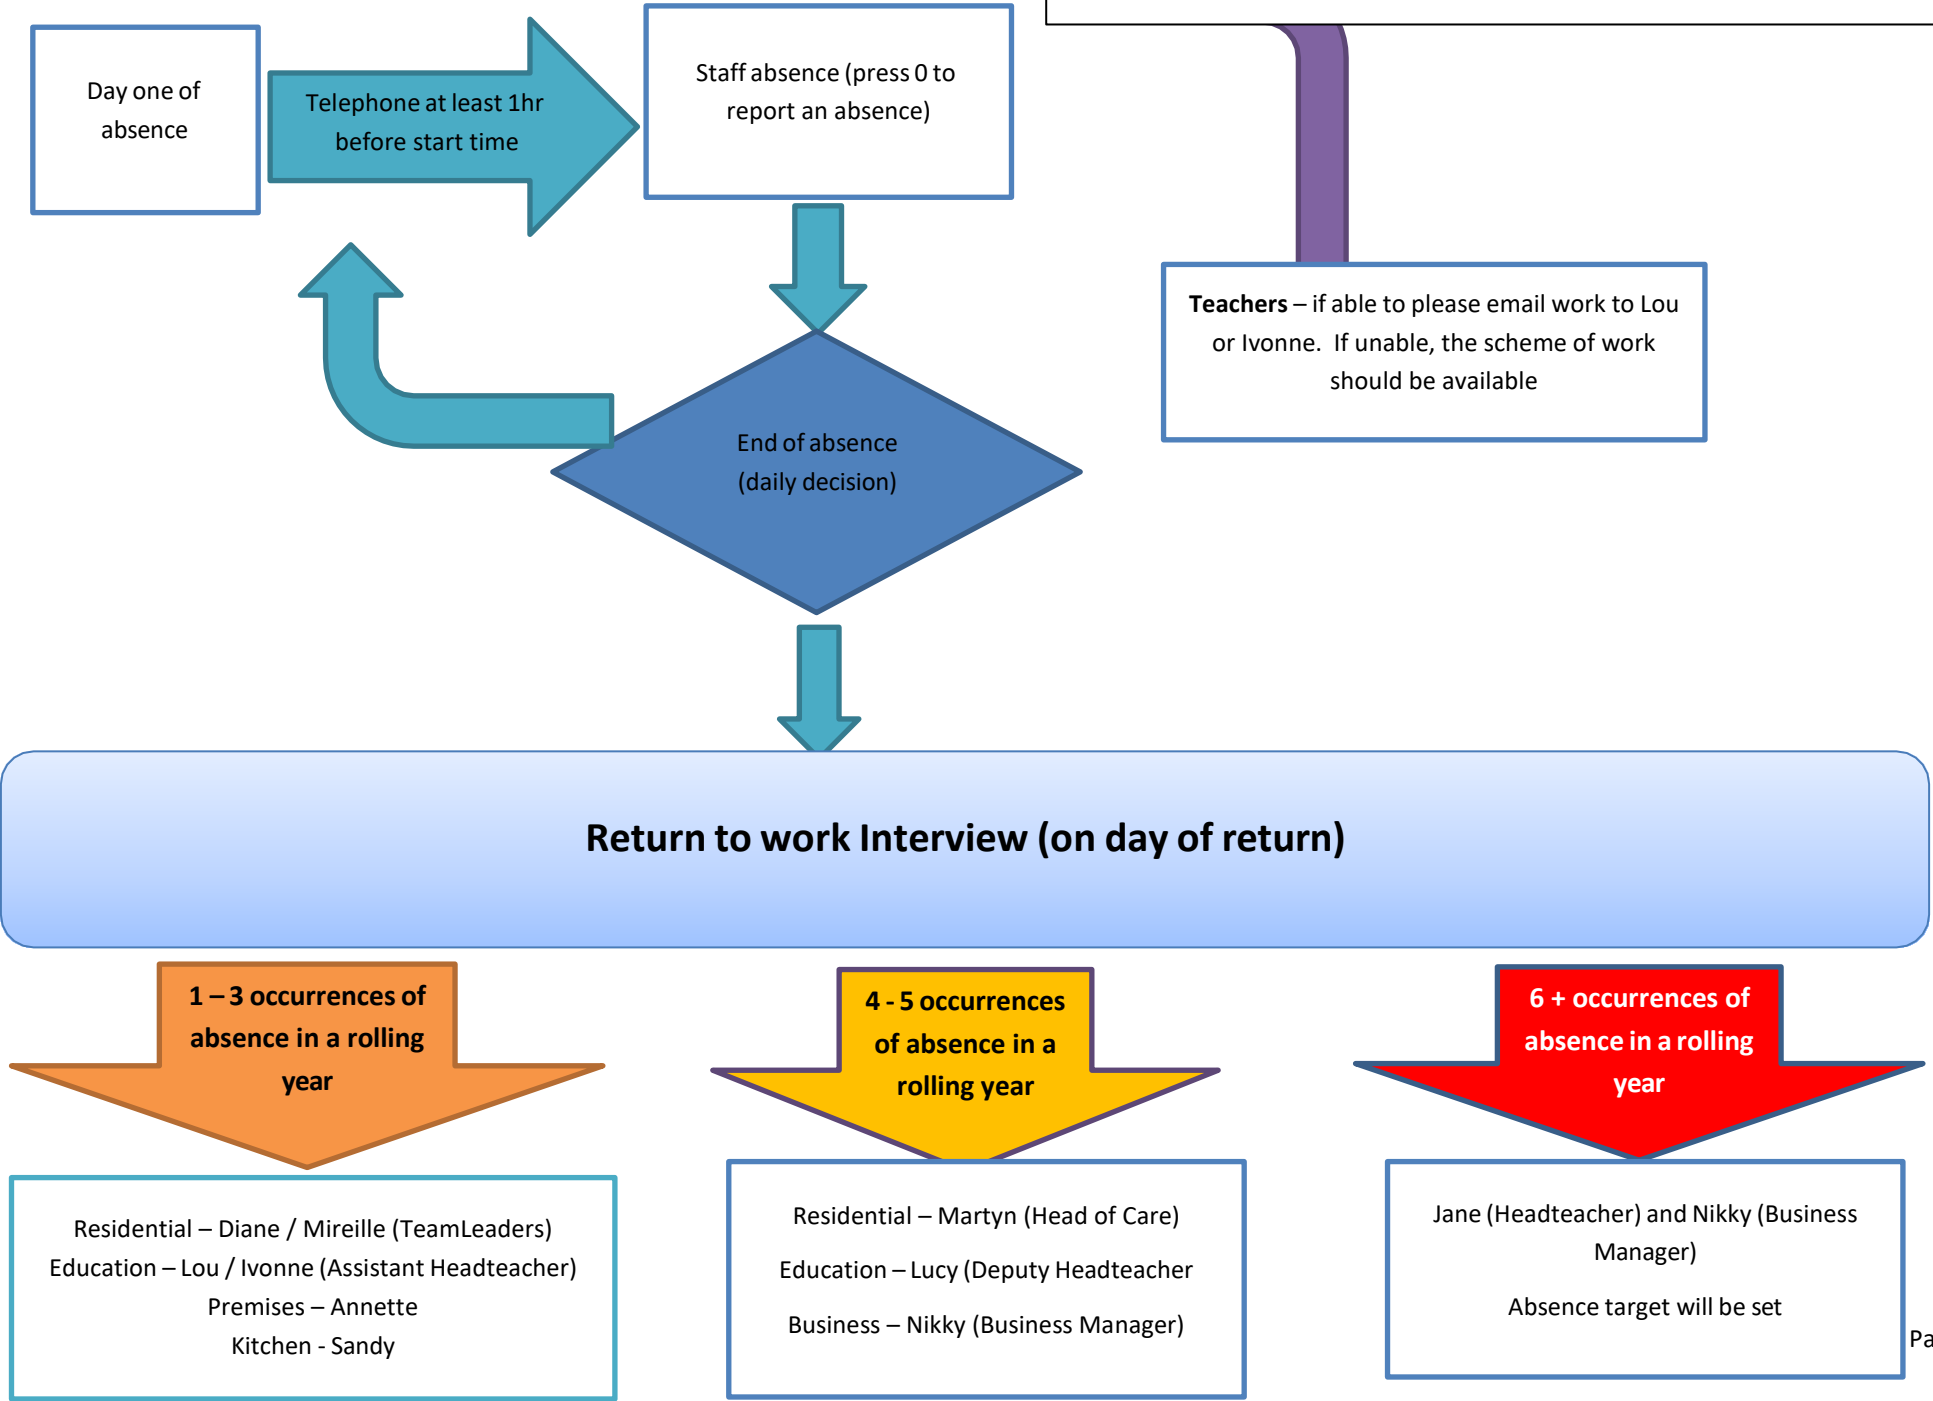 Day one of
absence
Telephone at least 1hr
before start time
Staff absence (press 0 to
report an absence)
Teachers – if able to please email work to Lou
or Ivonne.  If unable, the scheme of work
should be available
End of absence
(daily decision)
Return to work Interview (on day of return)
1 – 3 occurrences of
absence in a rolling
year
4 - 5 occurrences
of absence in a
rolling year
6 + occurrences of
absence in a rolling
year
Residential – Diane / Mireille (TeamLeaders)
Education – Lou / Ivonne (Assistant Headteacher)
Premises – Annette
Kitchen - Sandy
Residential – Martyn (Head of Care)
Education – Lucy (Deputy Headteacher
Business – Nikky (Business Manager)
Jane (Headteacher) and Nikky (Business
Manager)
Absence target will be set
Pa